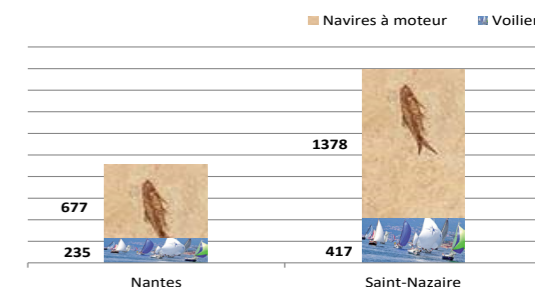 Navires à moteur Voilier
1378
677
235
417
Nantes Saint-Nazaire